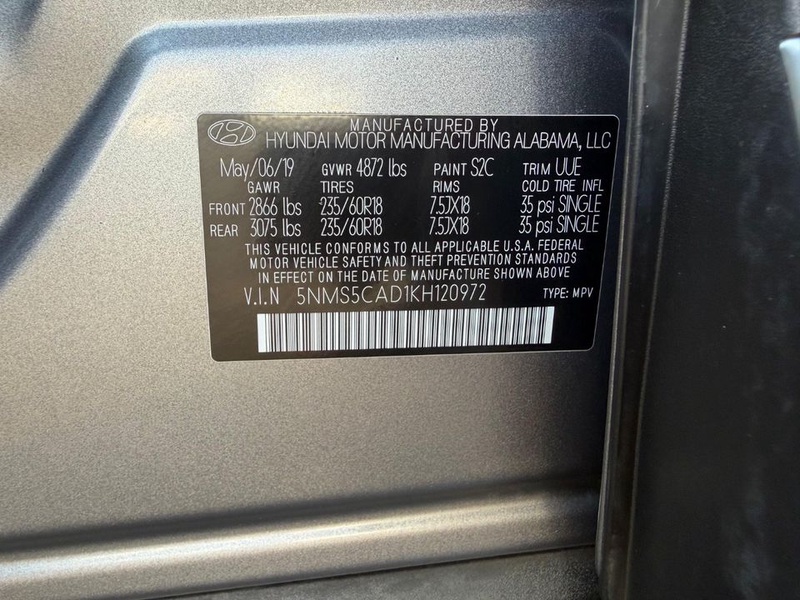 MANUFACTURED BY
HYUNDAI MOTOR MANUFACTURING ALABAMA, LLC
May/06/19 GVWR 4872 lbs PAINT S2C TRIM UUE
GAWR TIRES RIMS COLD TIRE INFL
FRONT 2866 lbs 235/60R18 7.5JX18 35 psi SINGLE
REAR 3075 lbs 235/60R18 7.5JX18 35 psi SINGLE
THIS VEHICLE CONFORMS TO ALL APPLICABLE U.S.A. FEDERAL
MOTOR VEHICLE SAFETY AND THEFT PREVENTION STANDARDS
IN EFFECT ON THE DATE OF MANUFACTURE SHOWN ABOVE
V.I.N 5NMS5CAD1KH120972 TYPE: MPV